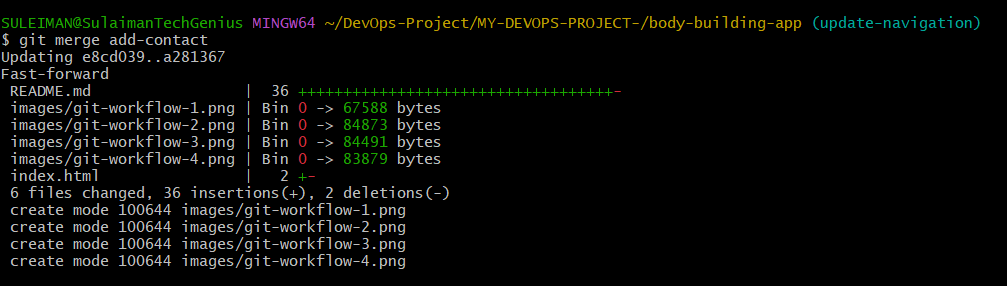 SULEIMAN@SulaimanTechGenius MINGW64 ~/DevOps-Project/MY-DEVOPS-PROJECT-/body-building-app (update-navigation)
$ git merge add-contact
Updating e8cd039..a281367
Fast-forward
 README.md                 |  36 ++++++++++++++++++++++++++++++++++++-
 images/git-workflow-1.png | Bin 0 -> 67588 bytes
 images/git-workflow-2.png | Bin 0 -> 84873 bytes
 images/git-workflow-3.png | Bin 0 -> 84491 bytes
 images/git-workflow-4.png | Bin 0 -> 83879 bytes
 index.html                |   2 +-
 6 files changed, 36 insertions(+), 2 deletions(-)
 create mode 100644 images/git-workflow-1.png
 create mode 100644 images/git-workflow-2.png
 create mode 100644 images/git-workflow-3.png
 create mode 100644 images/git-workflow-4.png